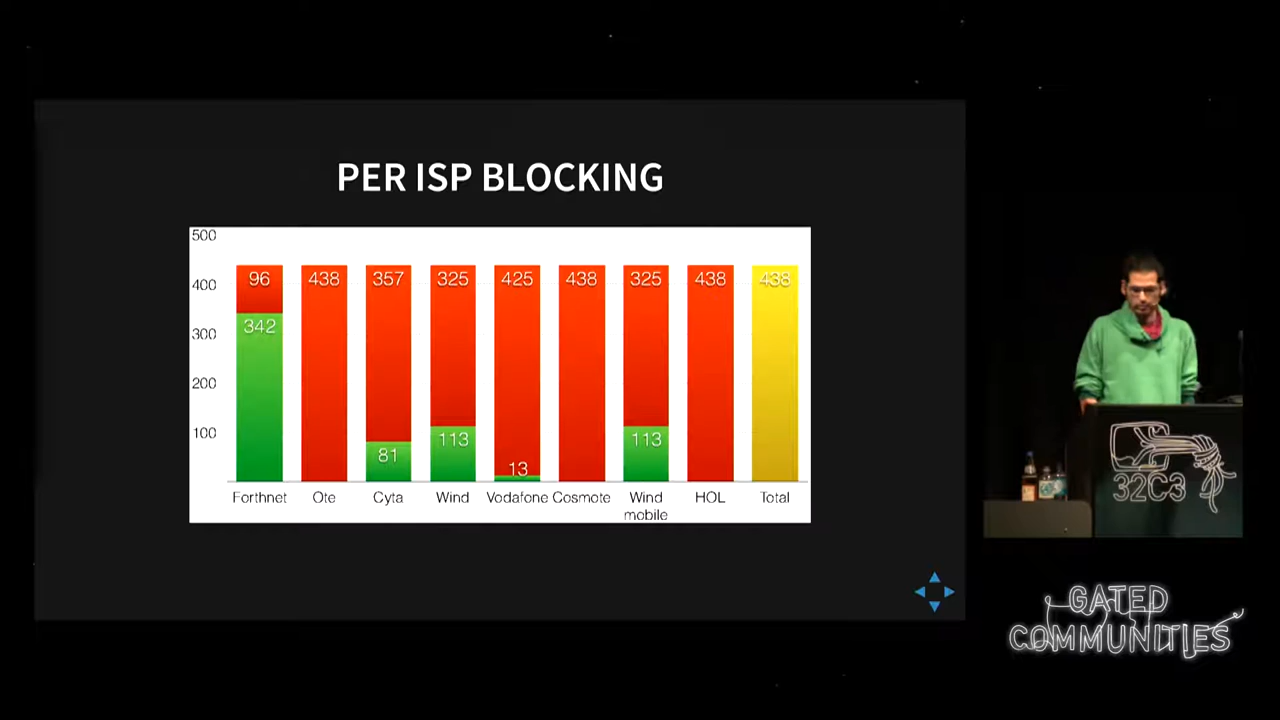 PER ISP BLOCKING
500
400
300
200
100
96
438
357
325
425
438
325
438
438
342
81
113
13
113
Forthnet
Ote
Cyta
Wind
Vodafone
Cosmote
Wind
mobile
HOL
Total
32C3
GATED
COMMUNITIES